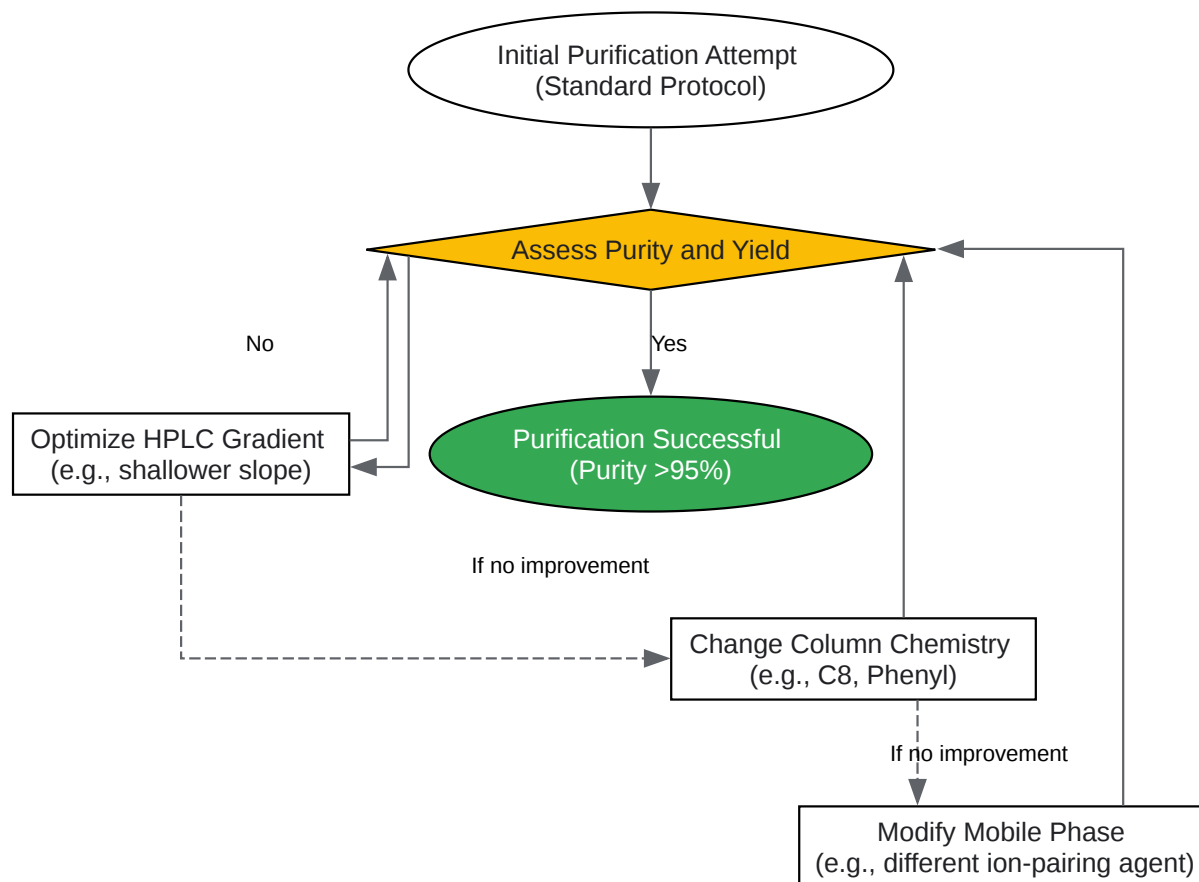 Initial Purification Attempt
(Standard Protocol)
Assess Purity and Yield
No
Yes
Optimize HPLC Gradient
(e.g., shallower slope)
Purification Successful
(Purity >95%)
If no improvement
Change Column Chemistry
(e.g., C8, Phenyl)
If no improvement
Modify Mobile Phase
(e.g., different ion-pairing agent)